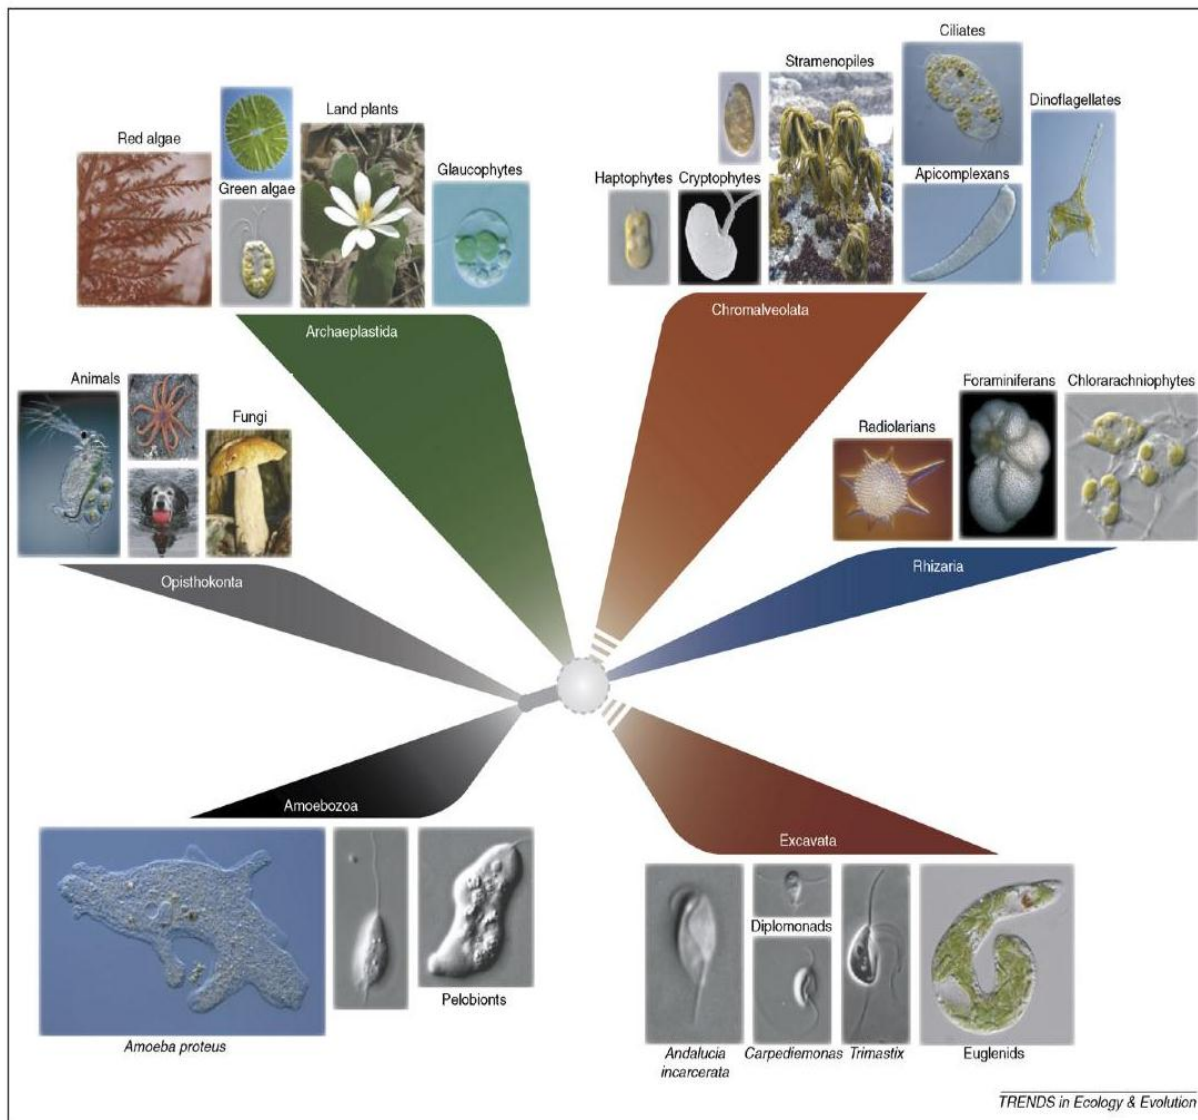 Ciliates
Stramenopiles
Dinoflagellates
Land plants
Red algae
Glaucophytes
Green algae
Haptophytes
Cryptophytes
Apicomplexans
Chromalveolata
Archaeplastida
Animals
Fungi
Foraminiferans
Chlorarachniophytes
Radiolarians
Opisthokonta
Rhizaria
Amoebozoa
Excavata
Diplomonads
Pelobionts
Amoeba proteus
Andalucia
incarcerata
Carpediemonas
Trimastix
Euglenids
TRENDS in Ecology & Evolution